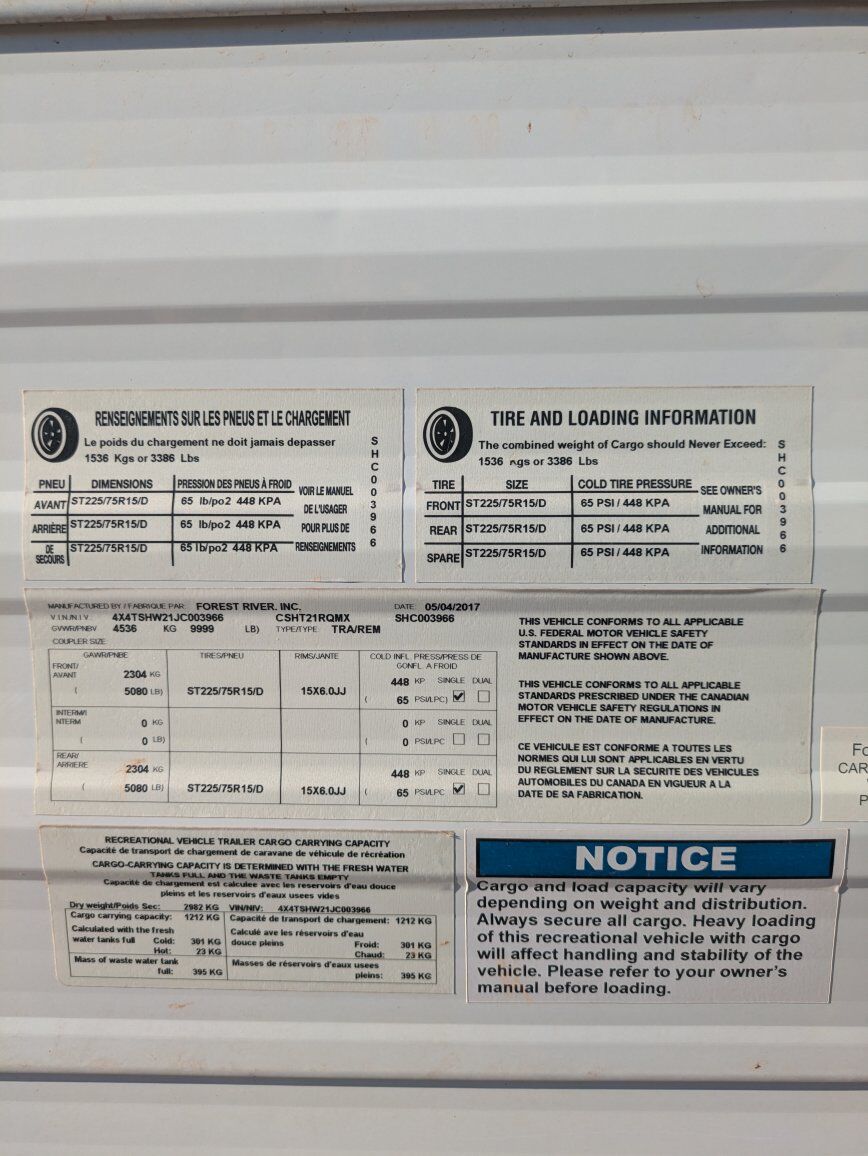 RENSEIGNEMENTS SUR LES PNEUS ET LE CHARGEMENT
Le poids du chargement ne doit jamais depasser
1536 Kgs or 3386 Lbs
PNEU DIMENSIONS PRESSION DES PNEUS À FROID
AVANT ST225/75R15/D 65 lb/po2 448 KPA
ARRIÈRE ST225/75R15/D 65 lb/po2 448 KPA
DE SECOURS ST225/75R15/D 65 lb/po2 448 KPA
VOIR LE MANUEL
DE L'USAGER
POUR PLUS DE
RENSEIGNEMENTS
SHC003966
TIRE AND LOADING INFORMATION
The combined weight of Cargo should Never Exceed:
1536 Kgs or 3386 Lbs
TIRE SIZE COLD TIRE PRESSURE
FRONT ST225/75R15/D 65 PSI / 448 KPA
REAR ST225/75R15/D 65 PSI / 448 KPA
SPARE ST225/75R15/D 65 PSI / 448 KPA
SEE OWNER'S
MANUAL FOR
ADDITIONAL
INFORMATION
SHC003966
MANUFACTURED BY / FABRIQUE PAR: FOREST RIVER, INC. DATE: 05/04/2017
V.I.N./N.I.V.: 4X4TSHW21JC003966 CSHT21RQMX SHC003966
GVWR/PNBV 4536 KG 9999 LB) TYPE/TYPE: TRA/REM
COUPLER SIZE:
GAWR/PNBE TIRES/PNEU RIMS/JANTE COLD INFL. PRESS/PRESS DE GONFL. A FROID
FRONT/
AVANT 2304 KG 448 KP SINGLE DUAL
( 5080 LB) ST225/75R15/D 15X6.0JJ ( 65 PSI/LPC)
INTERM/I
NTERM 0 KG 0 KP SINGLE DUAL
( 0 LB) ( 0 PSI/LPC
REAR/
ARRIERE 2304 KG 448 KP SINGLE DUAL
( 5080 LB) ST225/75R15/D 15X6.0JJ ( 65 PSI/LPC
THIS VEHICLE CONFORMS TO ALL APPLICABLE
U.S. FEDERAL MOTOR VEHICLE SAFETY
STANDARDS IN EFFECT ON THE DATE OF
MANUFACTURE SHOWN ABOVE.
THIS VEHICLE CONFORMS TO ALL APPLICABLE
STANDARDS PRESCRIBED UNDER THE CANADIAN
MOTOR VEHICLE SAFETY REGULATIONS IN
EFFECT ON THE DATE OF MANUFACTURE.
CE VEHICULE EST CONFORME A TOUTES LES
NORMES QUI LUI SONT APPLICABLES EN VERTU
DU REGLEMENT SUR LA SECURITE DES VEHICULES
AUTOMOBILES DU CANADA EN VIGUEUR A LA
DATE DE SA FABRICATION.
RECREATIONAL VEHICLE TRAILER CARGO CARRYING CAPACITY
Capacité de transport de chargement de caravane de véhicule de récréation
CARGO-CARRYING CAPACITY IS DETERMINED WITH THE FRESH WATER
TANKS FULL AND THE WASTE TANKS EMPTY
Capacité de chargement est calculee avec les reservoirs d'eau douce
pleins et les reservoirs d'eaux usees vides
Dry weight/Poids Sec: 2982 KG VIN/NIV: 4X4TSHW21JC003966
Cargo carrying capacity: 1212 KG Capacité de transport de chargement: 1212 KG
Calculated with the fresh
water tanks full Cold: 301 KG
Hot: 23 KG
Calculé ave les réservoirs d'eau
douce pleins Froid: 301 KG
Chaud: 23 KG
Mass of waste water tank
full: 395 KG
Masses de réservoirs d'eaux usees
pleins: 395 KG
NOTICE
Cargo and load capacity will vary
depending on weight and distribution.
Always secure all cargo. Heavy loading
of this recreational vehicle with cargo
will affect handling and stability of the
vehicle. Please refer to your owner's
manual before loading.
Fo
CAR
P